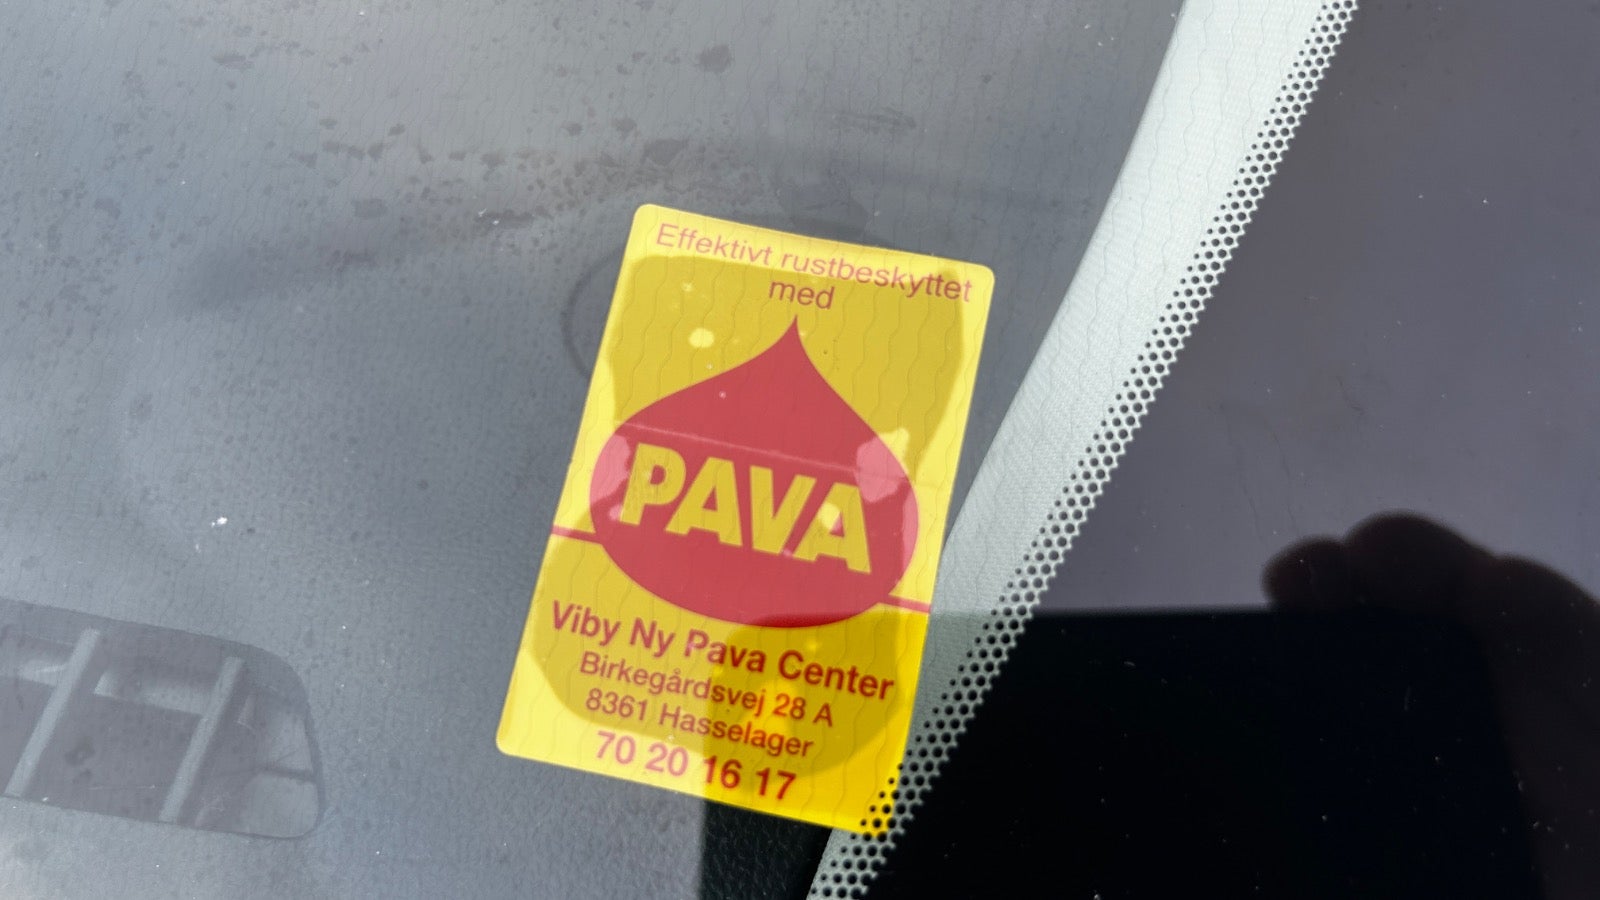 Effektivt rustbeskyttet
med
PAVA
Viby Ny Pava Center
Birkegårdsvej 28 A
8361 Hasselager
70 20 16 17